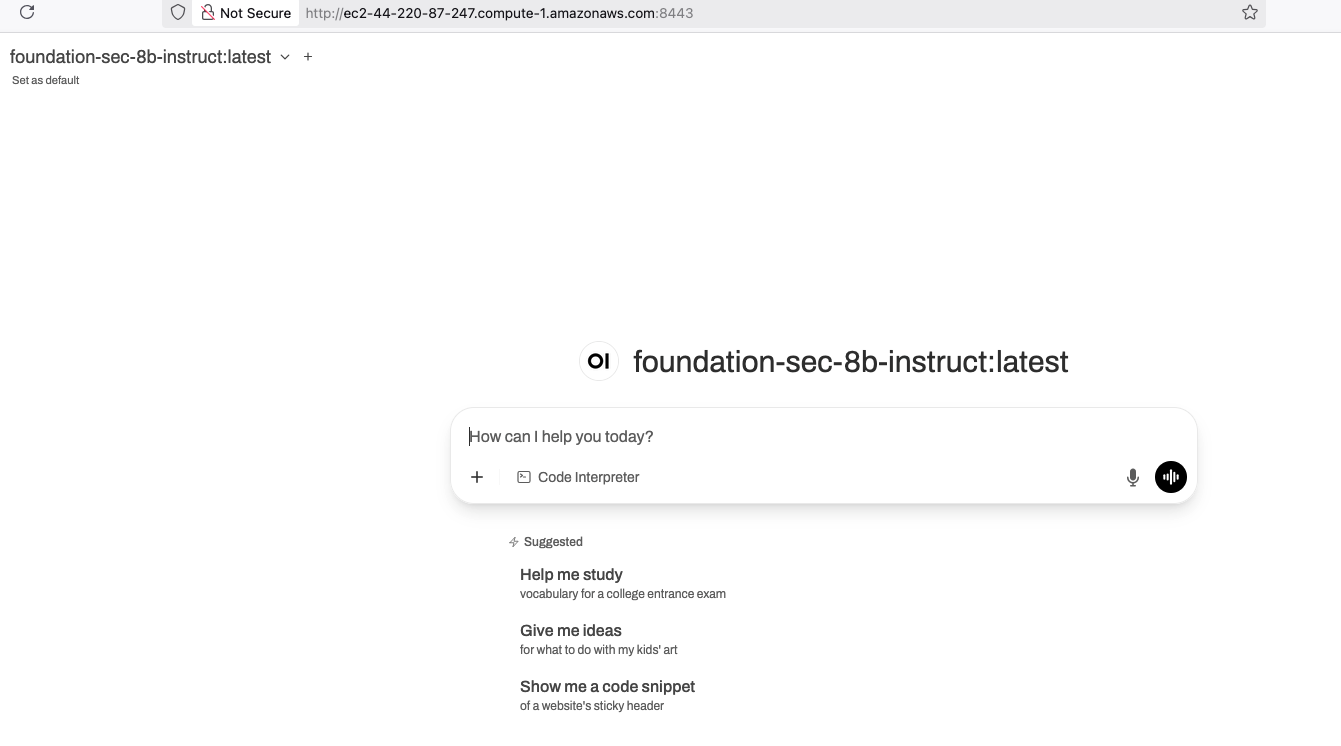 Not Secure http://ec2-44-220-87-247.compute-1.amazonaws.com:8443
foundation-sec-8b-instruct:latest
Set as default
OI foundation-sec-8b-instruct:latest
How can I help you today?
Code Interpreter
Suggested
Help me study
vocabulary for a college entrance exam
Give me ideas
for what to do with my kids' art
Show me a code snippet
of a website's sticky header